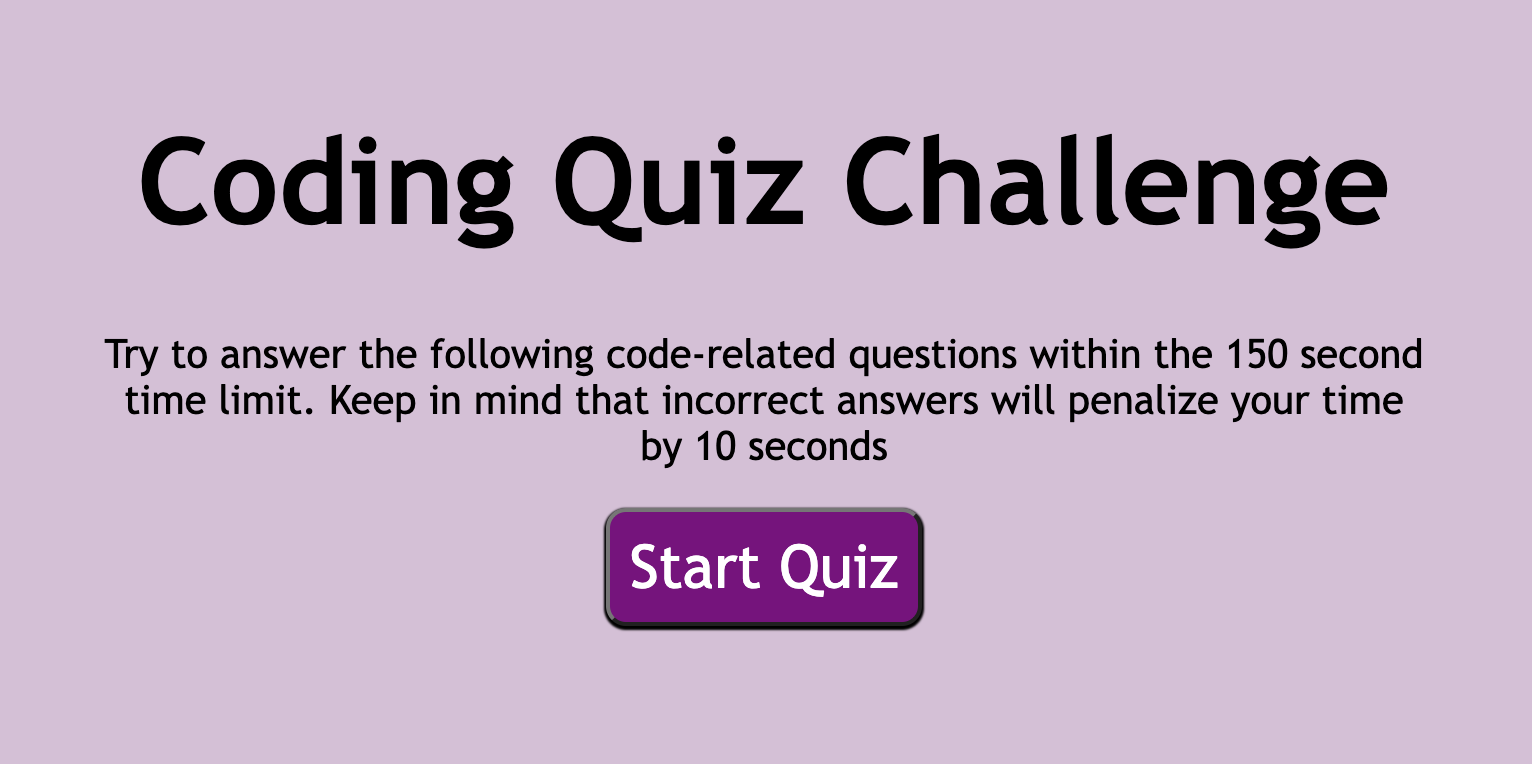 Coding Quiz Challenge
Try to answer the following code-related questions within the 150 second
time limit. Keep in mind that incorrect answers will penalize your time
by 10 seconds
Start Quiz